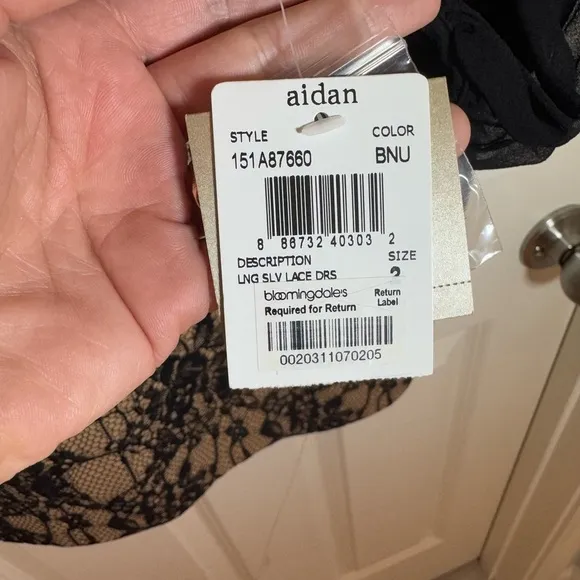 aidan
STYLE COLOR
151A87660 BNU
8 86732 40303 2
DESCRIPTION SIZE
LNG SLV LACE DRS
bloomingdale's Return Label
Required for Return
0020311070205